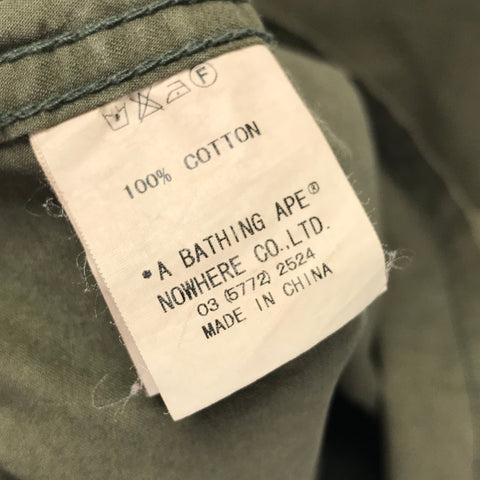 F
100% COTTON
*A BATHING APE®
NOWHERE CO.,LTD.
03 (5772) 2524
MADE IN CHINA